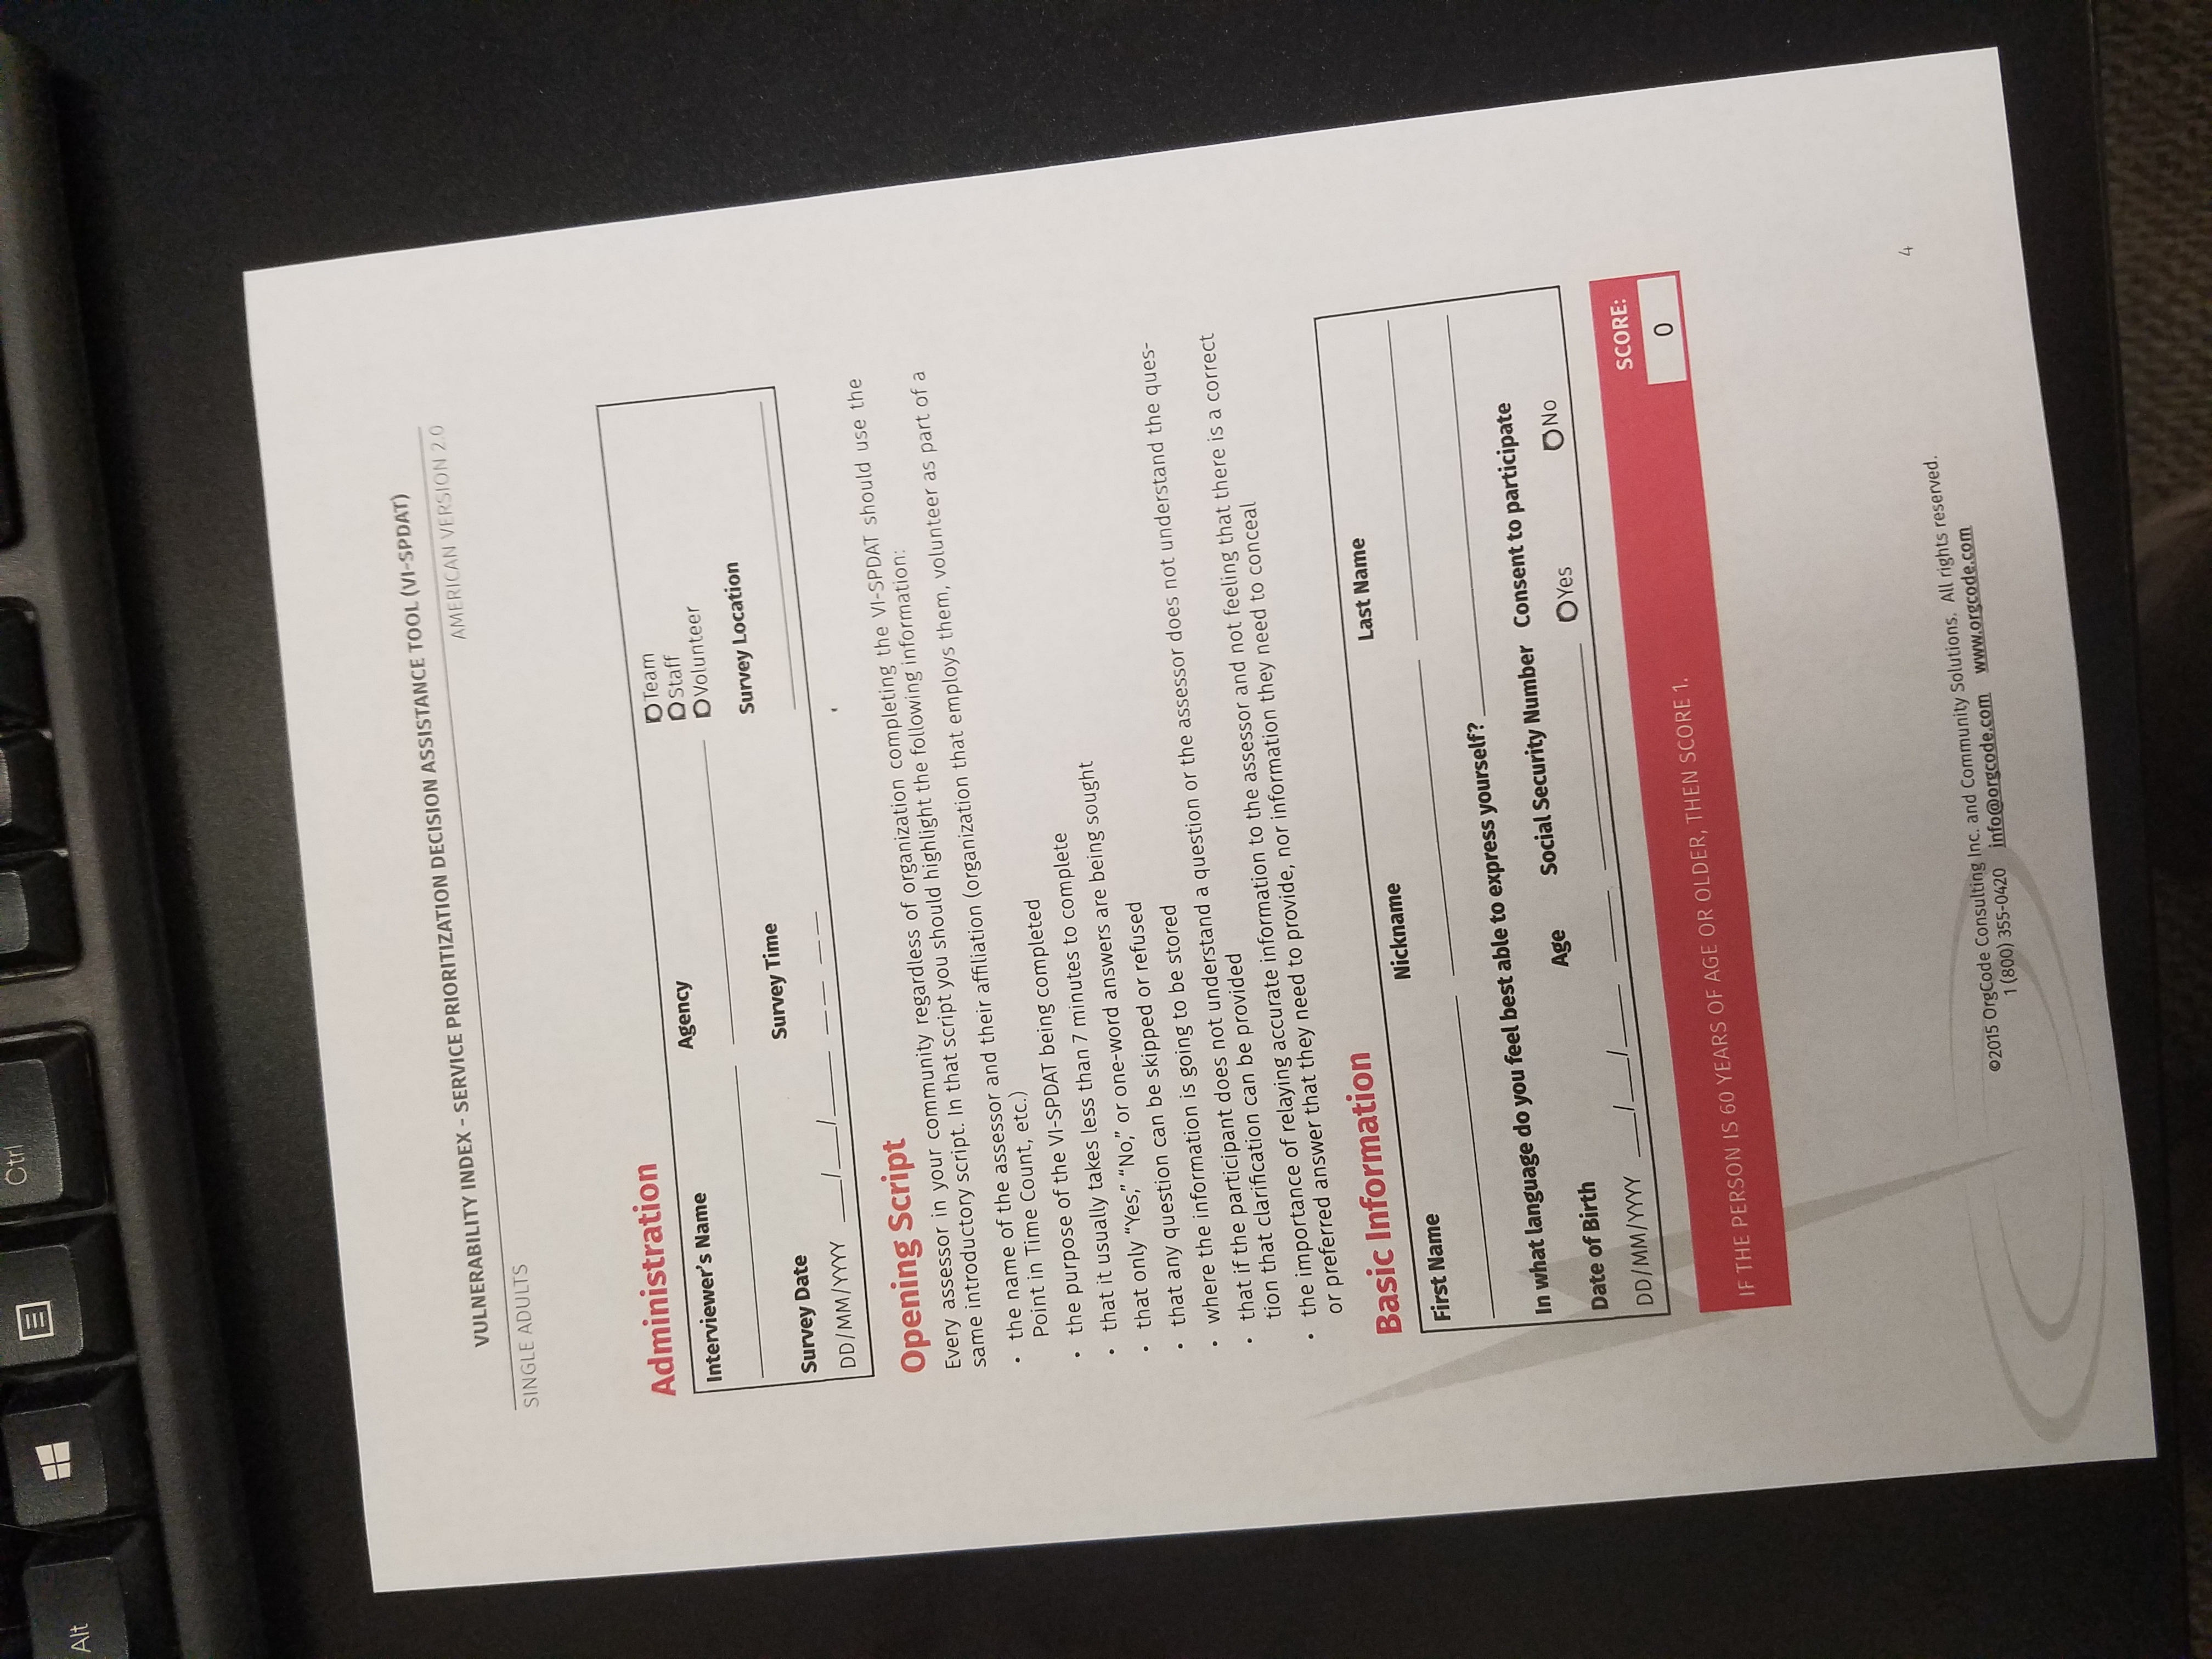 Alt
Ctrl
VULNERABILITY INDEX - SERVICE PRIORITIZATION DECISION ASSISTANCE TOOL (VI-SPDAT)
SINGLE ADULTS
AMERICAN VERSION 2.0
Administration
Interviewer's Name
Agency
Team
Staff
Volunteer
Survey Date
Survey Time
Survey Location
DD/MM/YYYY ___/___/____ __ __
Opening Script
Every assessor in your community regardless of organization completing the VI-SPDAT should use the
same introductory script. In that script you should highlight the following information:
• the name of the assessor and their affiliation (organization that employs them, volunteer as part of a
Point in Time Count, etc.)
• the purpose of the VI-SPDAT being completed
• that it usually takes less than 7 minutes to complete
• that only “Yes,” “No,” or one-word answers are being sought
• that any question can be skipped or refused
• where the information is going to be stored
• that if the participant does not understand a question or the assessor does not understand the ques-
tion that clarification can be provided
• the importance of relaying accurate information to the assessor and not feeling that there is a correct
or preferred answer that they need to provide, nor information they need to conceal
Basic Information
First Name
Nickname
Last Name
In what language do you feel best able to express yourself?
Date of Birth
Age
Social Security Number
Consent to participate
DD/MM/YYYY ___/___/____
Yes
No
IF THE PERSON IS 60 YEARS OF AGE OR OLDER, THEN SCORE 1.
SCORE:
0
©2015 OrgCode Consulting Inc. and Community Solutions. All rights reserved.
1 (800) 355-0420 info@orgcode.com www.orgcode.com
4